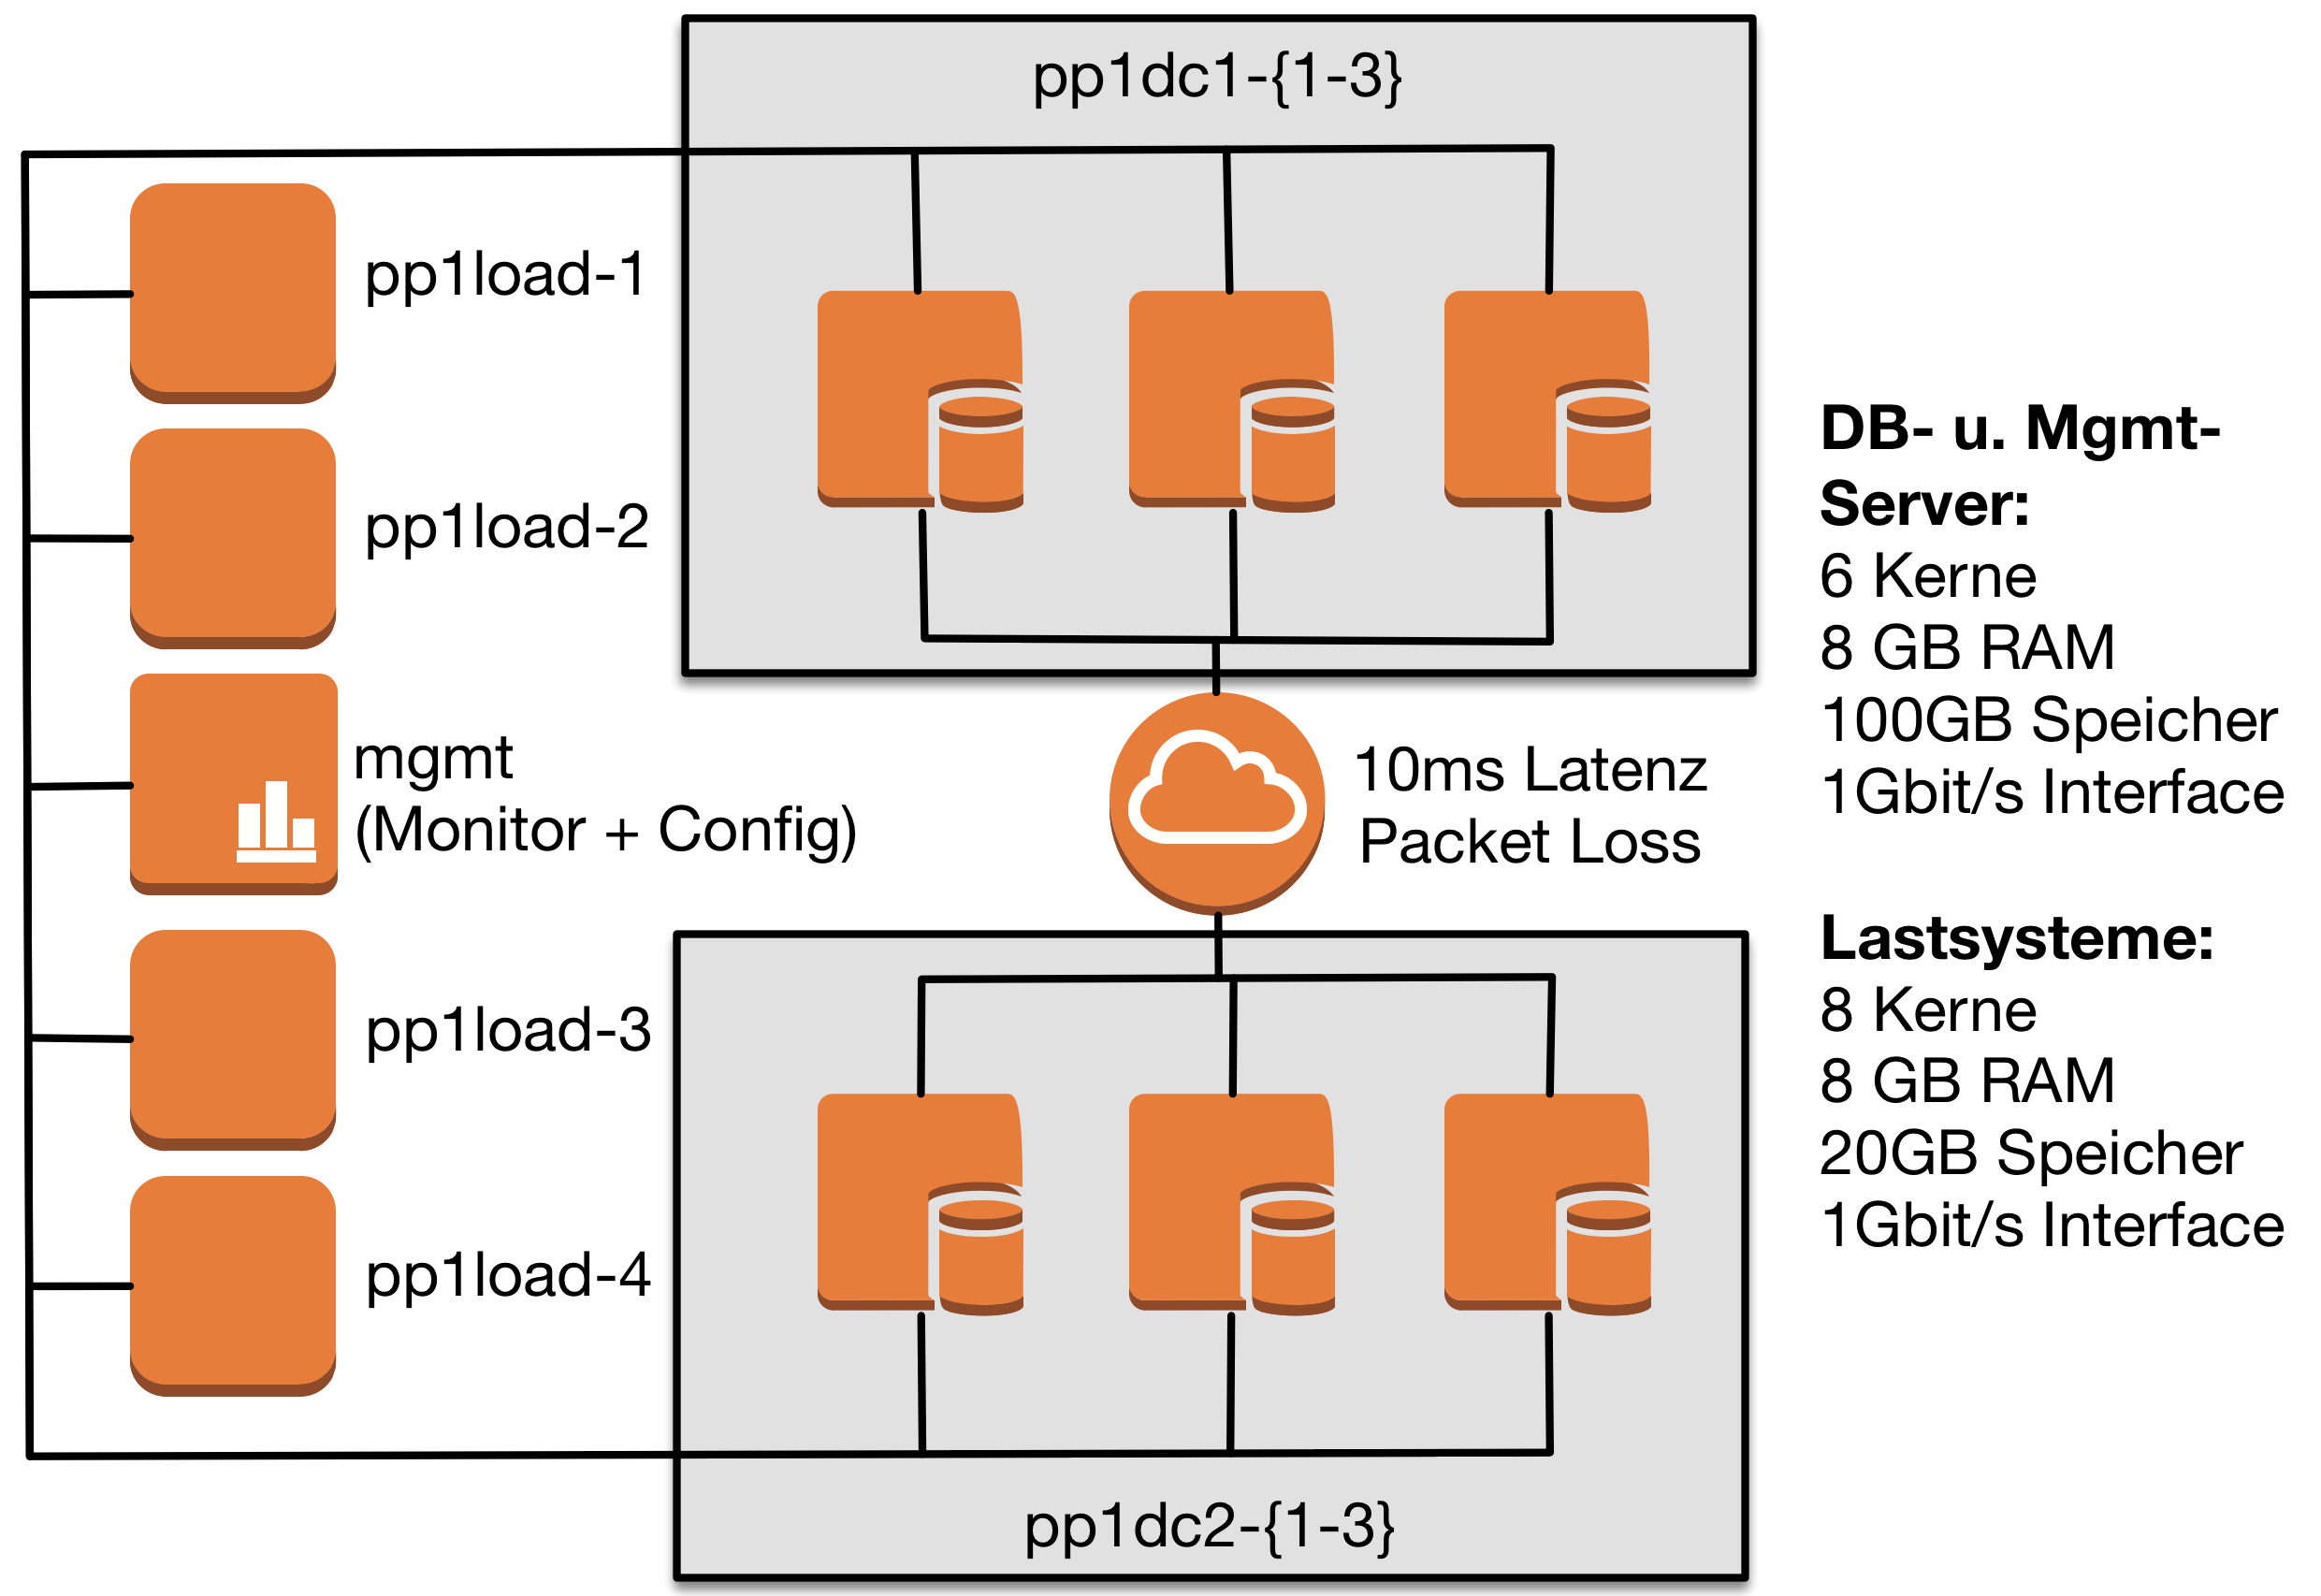 pp1dc1-{1-3}
pp1load-1
pp1load-2
mgmt
(Monitor + Config)
pp1load-3
pp1load-4
10ms Latenz
Packet Loss
pp1dc2-{1-3}
DB- u. Mgmt-
Server:
6 Kerne
8 GB RAM
100GB Speicher
1Gbit/s Interface
Lastsysteme:
8 Kerne
8 GB RAM
20GB Speicher
1Gbit/s Interface